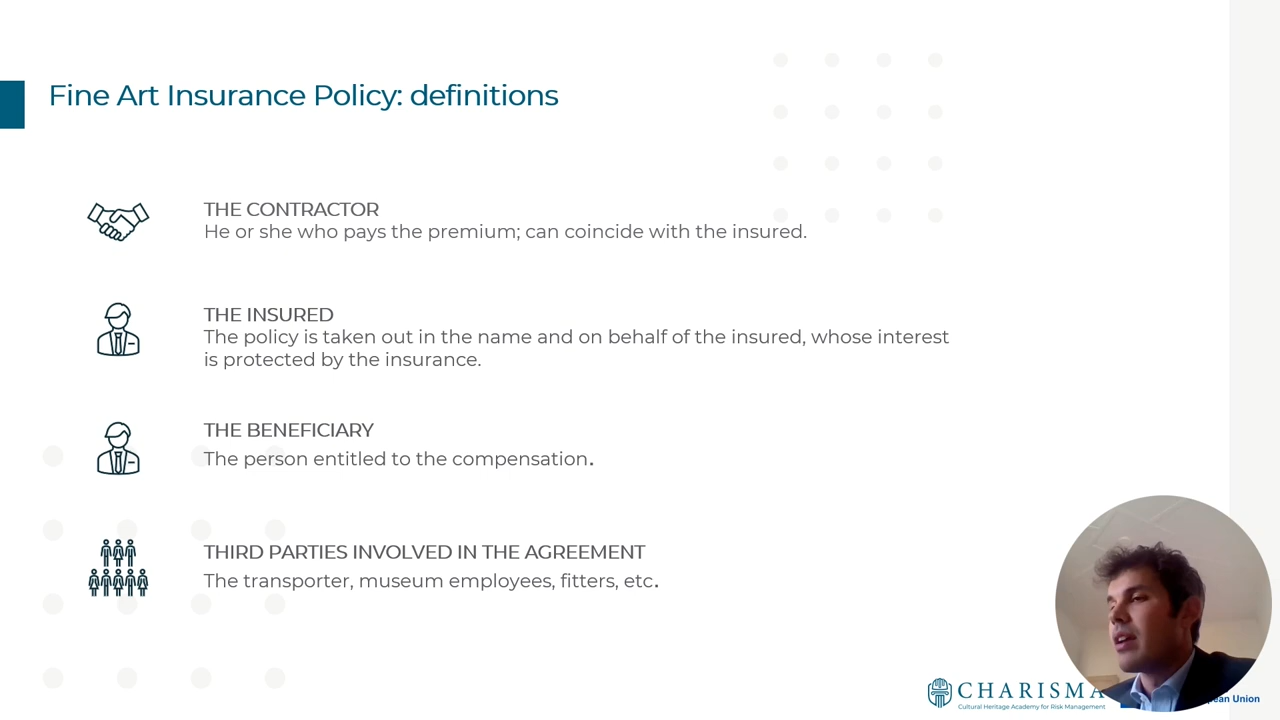 Fine Art Insurance Policy: definitions
THE CONTRACTOR
He or she who pays the premium; can coincide with the insured.
THE INSURED
The policy is taken out in the name and on behalf of the insured, whose interest
is protected by the insurance.
THE BENEFICIARY
The person entitled to the compensation.
THIRD PARTIES INVOLVED IN THE AGREEMENT
The transporter, museum employees, fitters, etc.
CHARISMA
Cultural Heritage Academy for Risk Management
Union